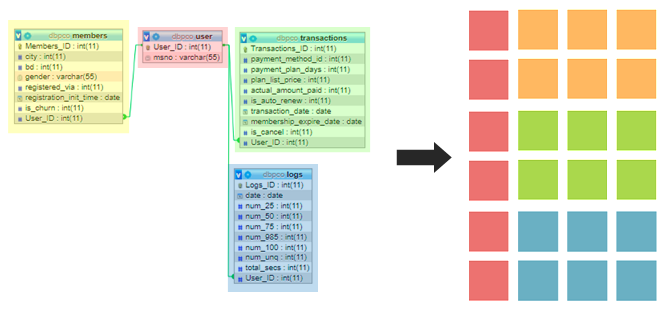 dbpco.members
Members_ID : int(11)
city : int(11)
bd : int(11)
gender : varchar(55)
registered_via : int(11)
registration_init_time : date
is_churn : int(11)
User_ID : int(11)
dbpco.user
User_ID : int(11)
msno : varchar(55)
dbpco.transactions
Transactions_ID : int(11)
payment_method_id : int(11)
payment_plan_days : int(11)
plan_list_price : int(11)
actual_amount_paid : int(11)
is_auto_renew : int(11)
transaction_date : date
membership_expire_date : date
is_cancel : int(11)
User_ID : int(11)
dbpco.logs
Logs_ID : int(11)
date : date
num_25 : int(11)
num_50 : int(11)
num_75 : int(11)
num_985 : int(11)
num_100 : int(11)
num_unq : int(11)
total_secs : int(11)
User_ID : int(11)